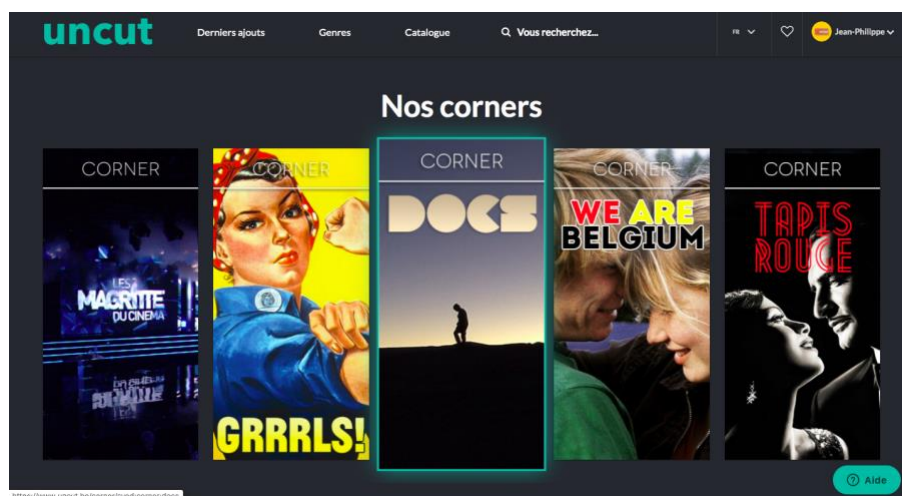 uncut
Derniers ajouts
Genres
Catalogue
Vous recherchez...
FR
Jean-Philippe
Nos corners
CORNER
LES
MAGRITTE
DU CINEMA
CORNER
GRRRLS!
CORNER
DOCS
CORNER
WE ARE
BELGIUM
CORNER
TAPIS
ROUGE
Aide